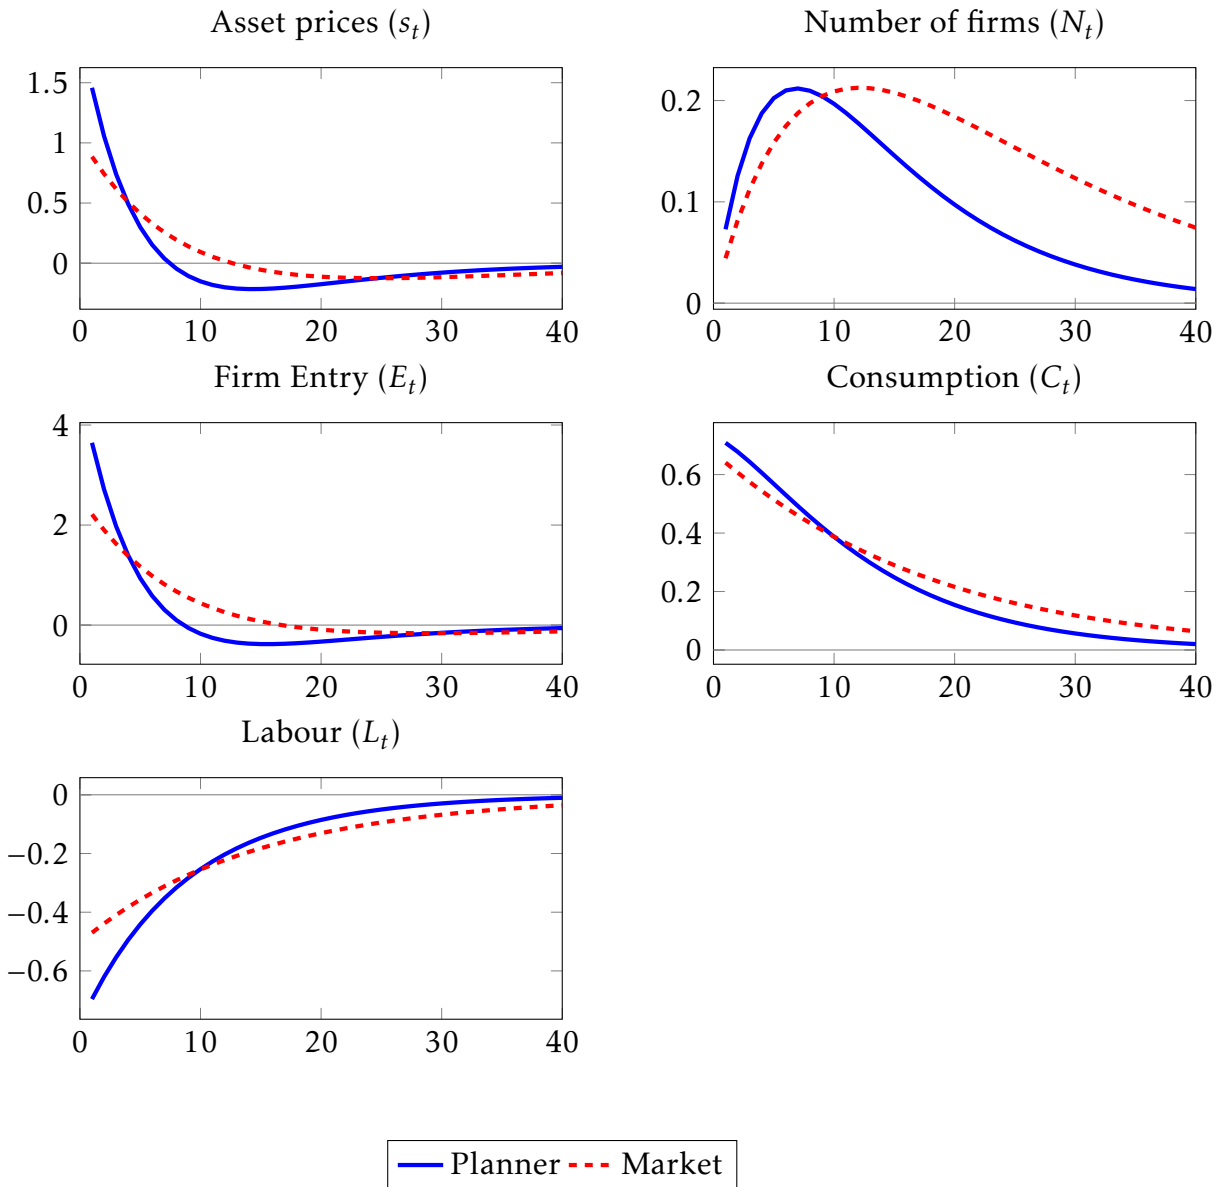 Asset prices (s_t)
1.5
1
0.5
0
0 10 20 30 40
Number of firms (N_t)
0.2
0.1
0
0 10 20 30 40
Firm Entry (E_t)
4
2
0
0 10 20 30 40
Consumption (C_t)
0.6
0.4
0.2
0
0 10 20 30 40
Labour (L_t)
0
−0.2
−0.4
−0.6
0 10 20 30 40
Planner Market